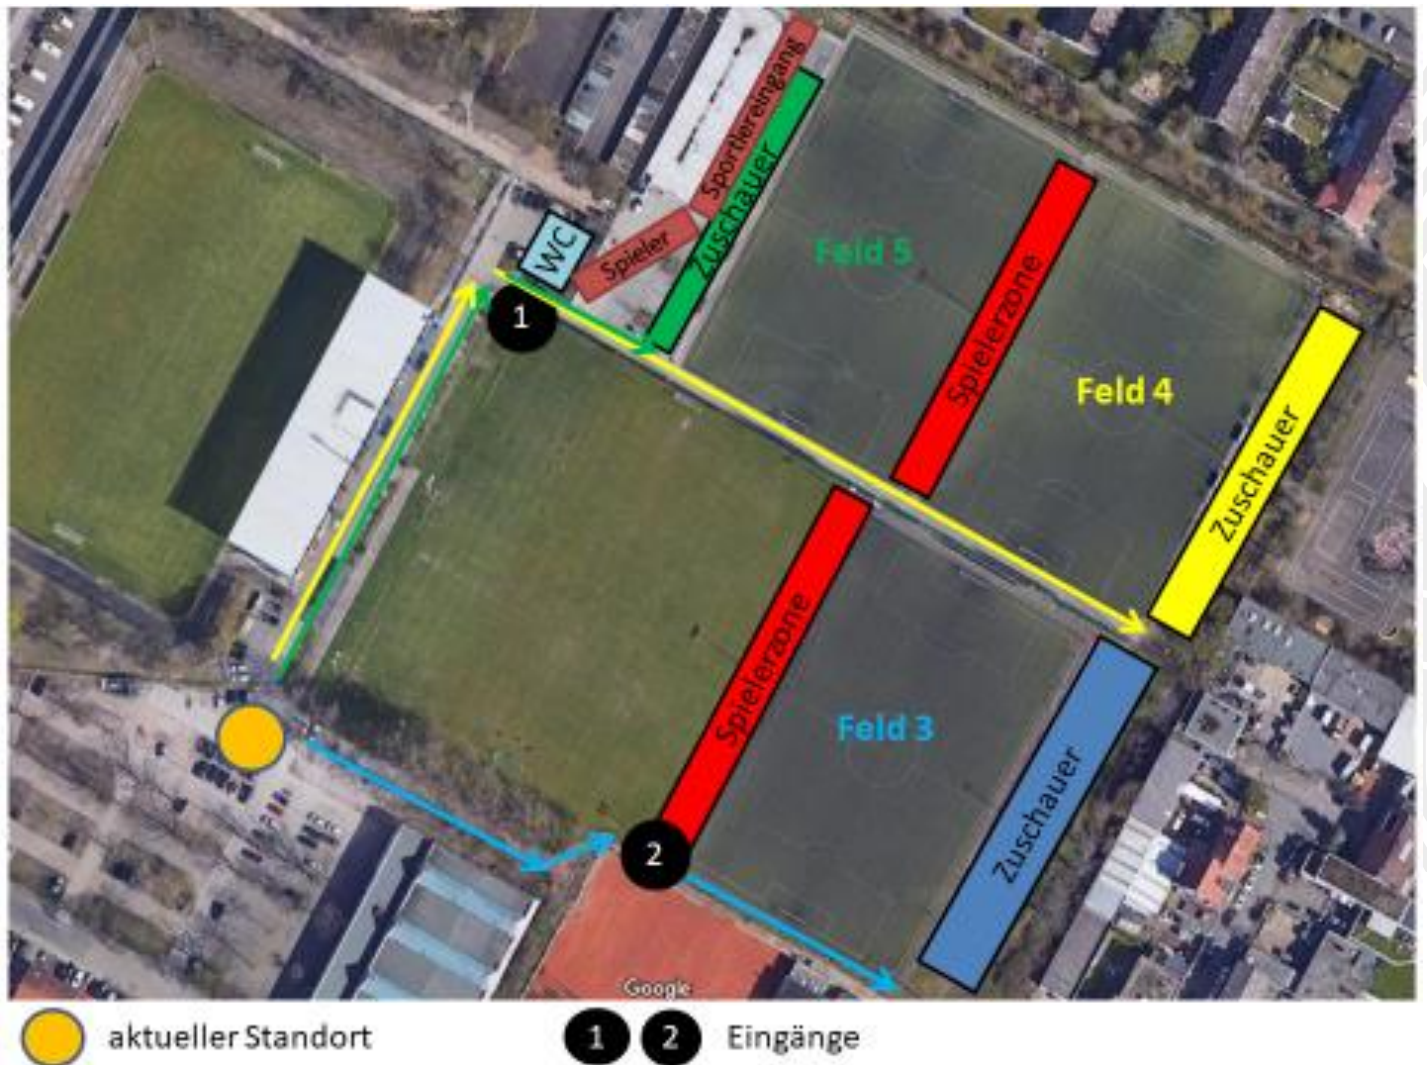 Sportlereingang
Zuschauer
WC
Spieler
Feld 5
1
Spielerzone
Feld 4
Zuschauer
Spielerzone
Feld 3
Zuschauer
2
Google
aktueller Standort
1 2 Eingänge